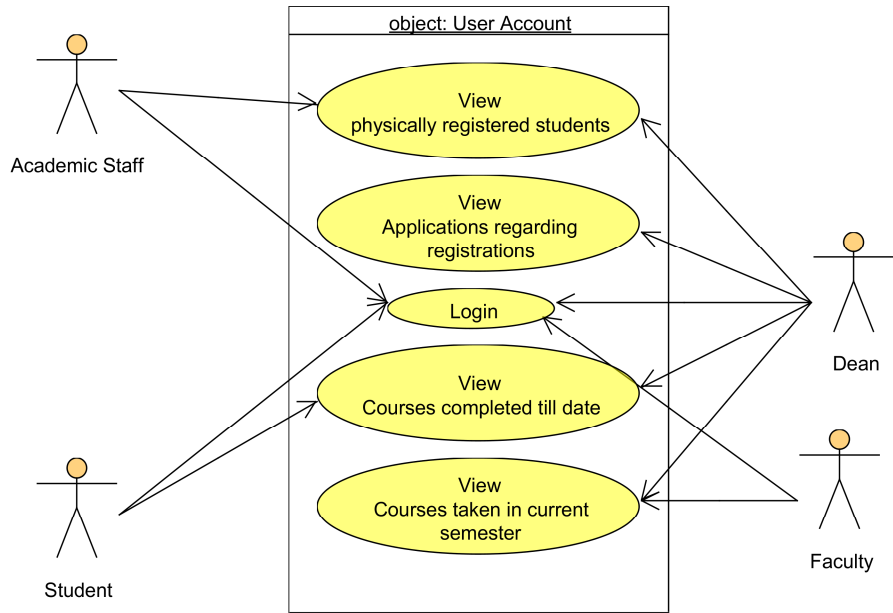 object: User Account
View
physically registered students
Academic Staff
View
Applications regarding
registrations
Login
Dean
View
Courses completed till date
View
Courses taken in current
semester
Faculty
Student